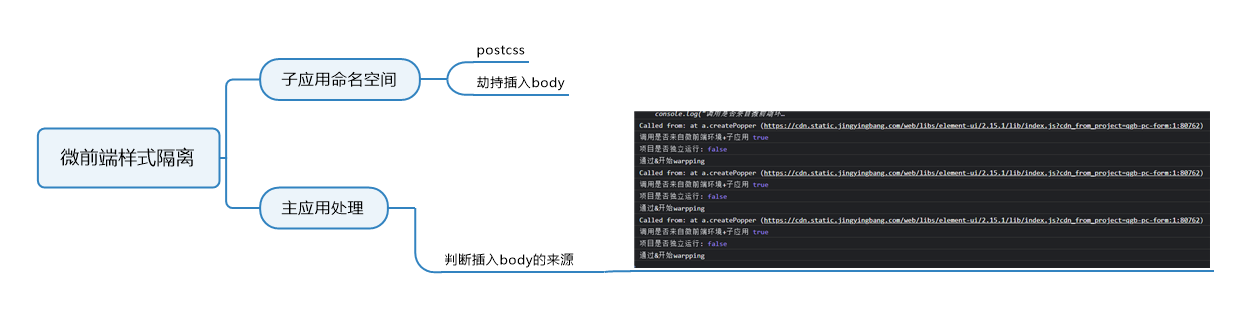 微前端样式隔离
子应用命名空间
postcss
劫持插入body
主应用处理
判断插入body的来源
console.log("调用是否来自微前端环…
Called from: at a.createPopper (https://cdn.static.jingyingbang.com/web/libs/element-ui/2.15.1/lib/index.js?cdn_from_project=qgb-pc-form:1:80762)
调用是否来自微前端环境+子应用 true
项目是否独立运行: false
通过&开始warpping
Called from: at a.createPopper (https://cdn.static.jingyingbang.com/web/libs/element-ui/2.15.1/lib/index.js?cdn_from_project=qgb-pc-form:1:80762)
调用是否来自微前端环境+子应用 true
项目是否独立运行: false
通过&开始warpping
Called from: at a.createPopper (https://cdn.static.jingyingbang.com/web/libs/element-ui/2.15.1/lib/index.js?cdn_from_project=qgb-pc-form:1:80762)
调用是否来自微前端环境+子应用 true
项目是否独立运行: false
通过&开始warpping